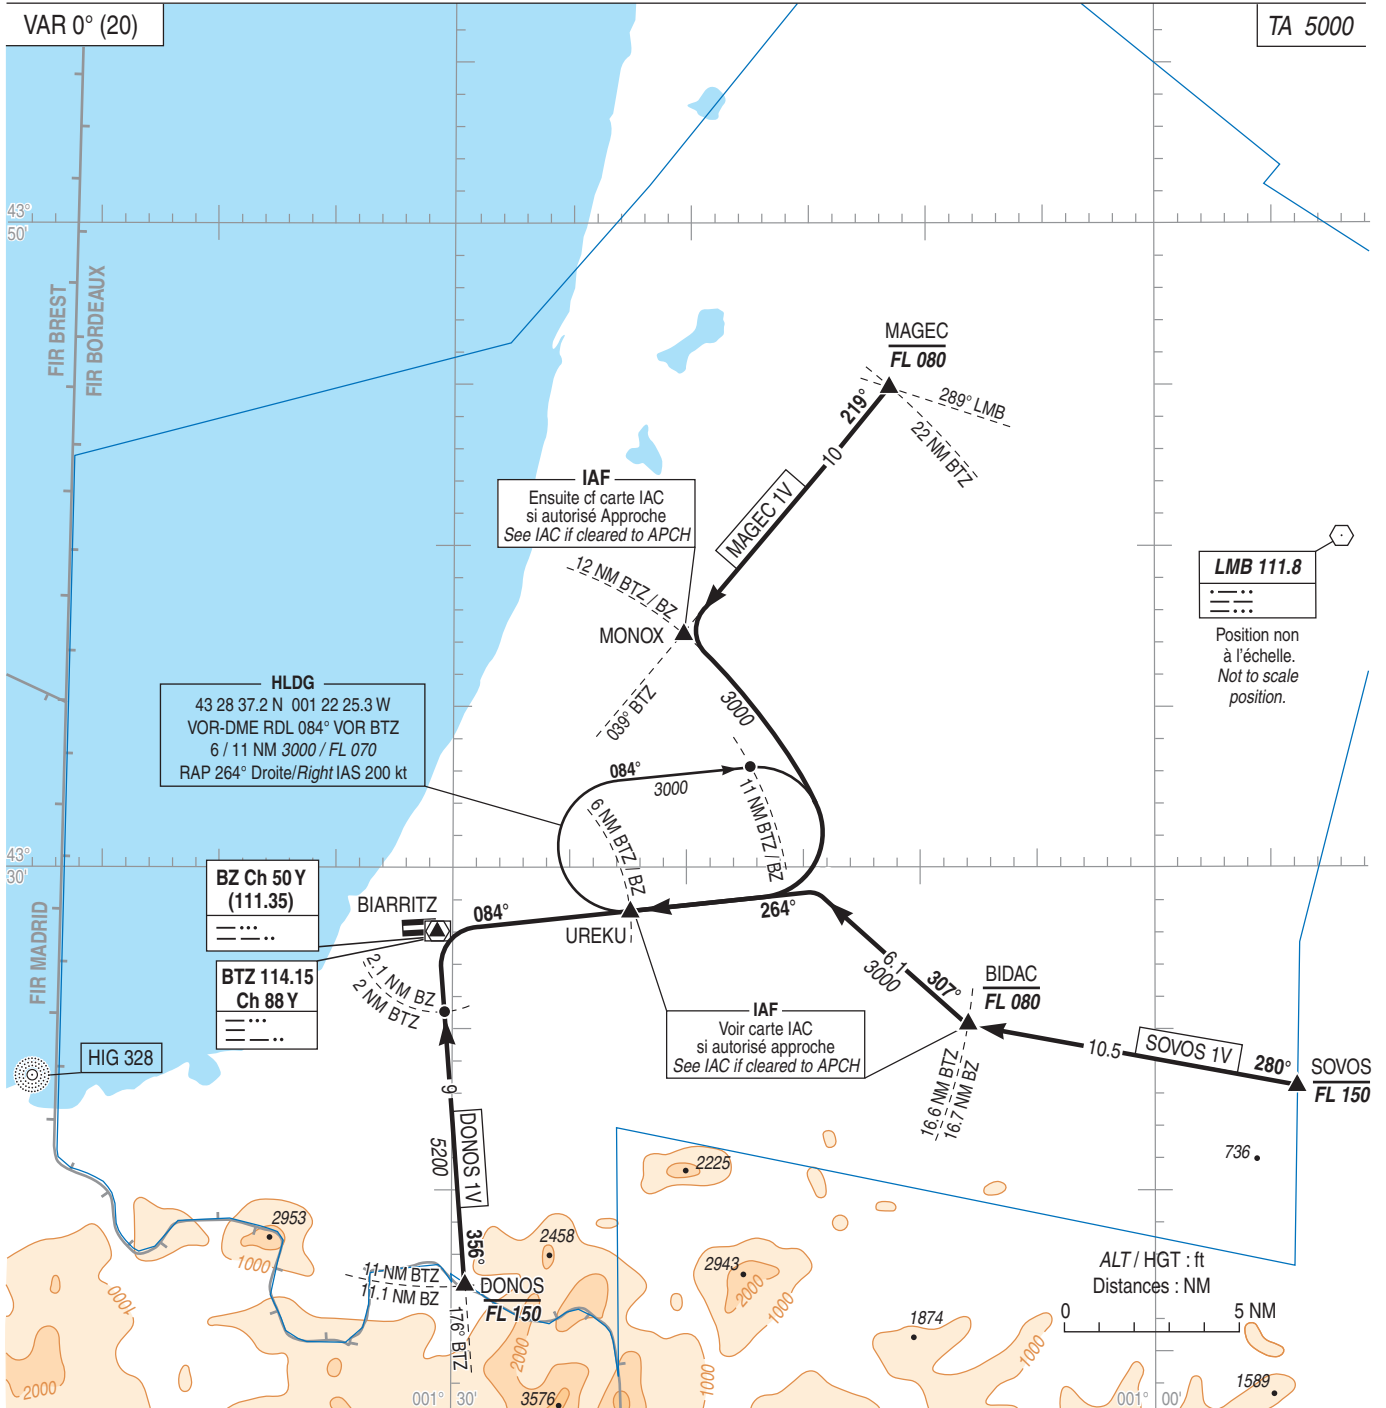 VAR 0° (20)
TA 5000
43°
50'
FIR BREST
FIR BORDEAUX
MAGEC
FL 080
219°
289° LMB
22 NM BTZ
10
MAGEC 1V
IAF
Ensuite cf carte IAC
si autorisé Approche
See IAC if cleared to APCH
LMB 111.8
Position non
à l'échelle.
Not to scale
position.
12 NM BTZ / BZ
MONOX
039° BTZ
3000
HLDG
43 28 37.2 N 001 22 25.3 W
VOR-DME RDL 084° VOR BTZ
6 / 11 NM 3000 / FL 070
RAP 264° Droite/Right IAS 200 kt
084°
3000
6 NM BTZ / BZ
11 NM BTZ / BZ
43°
30'
BZ Ch 50 Y
(111.35)
BIARRITZ
084°
264°
UREKU
FIR MADRID
BTZ 114.15
Ch 88 Y
2.1 NM BZ
2 NM BTZ
6.1
3000
307°
BIDAC
FL 080
IAF
Voir carte IAC
si autorisé approche
See IAC if cleared to APCH
HIG 328
10.5
SOVOS 1V
280°
SOVOS
FL 150
16.6 NM BTZ
16.7 NM BZ
9
5200
DONOS 1V
356°
736
2225
2953
1000
1000
2458
2943
2000
1000
11 NM BTZ
11.1 NM BZ
DONOS
FL 150
176° BTZ
ALT / HGT : ft
Distances : NM
0
5 NM
1874
1000
2000
2000
1000
3576
1589
001° 30'
001° 00'